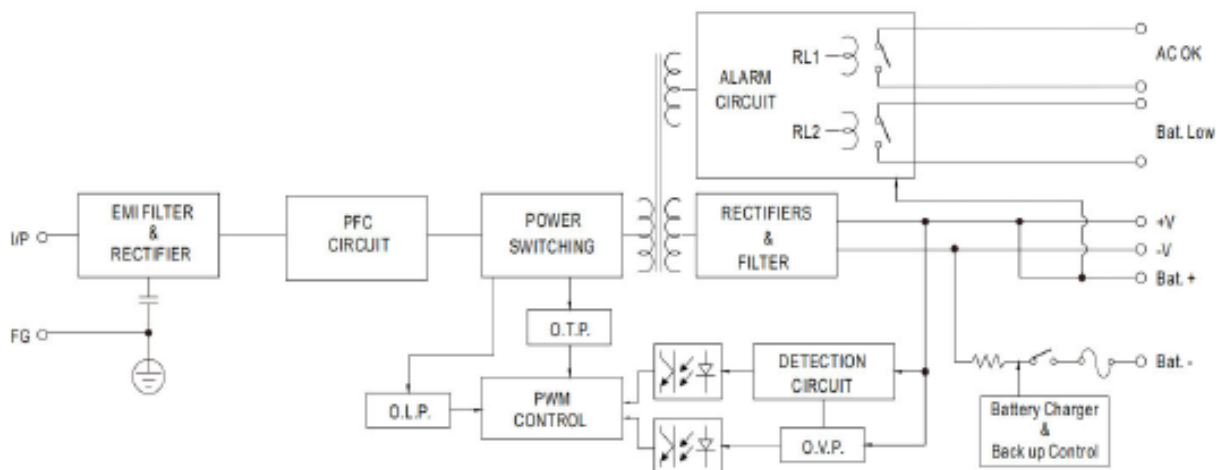 RL1
AC OK
ALARM
CIRCUIT
RL2
Bat. Low
EMI FILTER
&
RECTIFIER
PFC
CIRCUIT
POWER
SWITCHING
RECTIFIERS
&
FILTER
I/P
+V
-V
Bat. +
FG
O.T.P.
DETECTION
CIRCUIT
Bat. -
O.L.P.
PWM
CONTROL
O.V.P.
Battery Charger
&
Back up Control